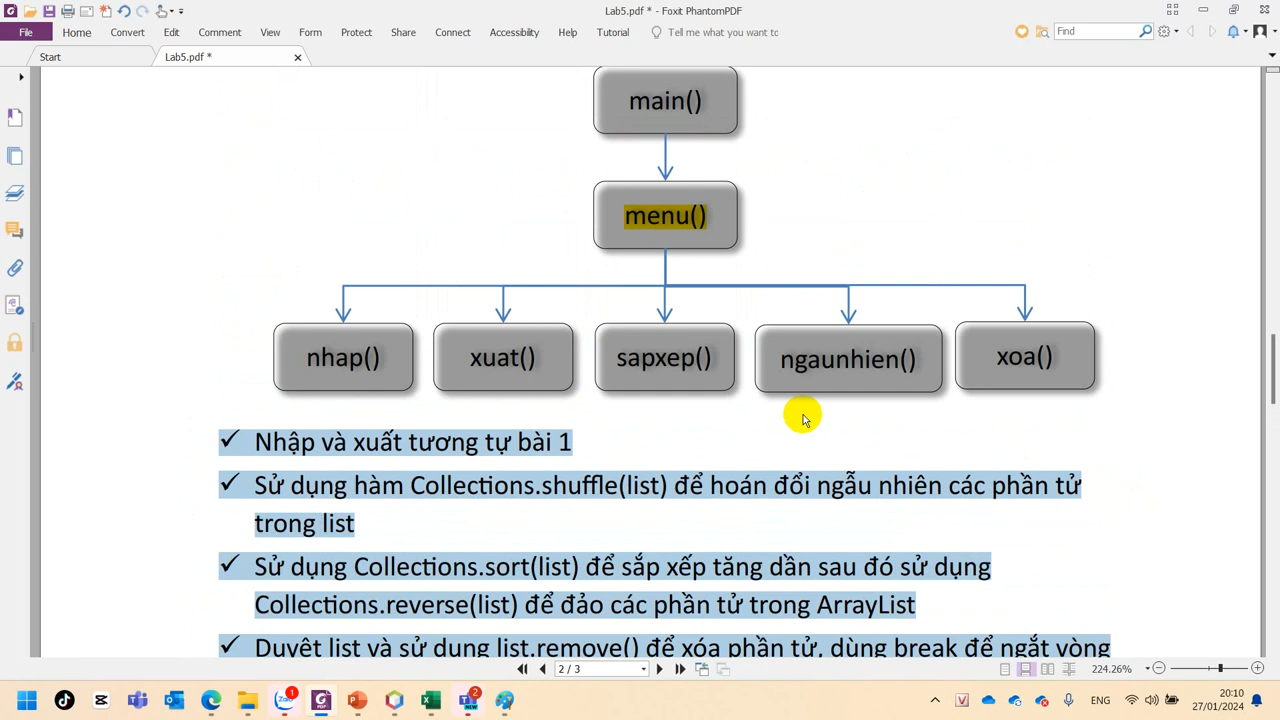 Lab5.pdf * - Foxit PhantomPDF
File Home Convert Edit Comment View Form Protect Share Connect Accessibility Help Tutorial Tell me what you want to Find
Start Lab5.pdf *
main()
menu()
nhap() xuat() sapxep() ngaunhien() xoa()
✓ Nhập và xuất tương tự bài 1
✓ Sử dụng hàm Collections.shuffle(list) để hoán đổi ngẫu nhiên các phần tử
trong list
✓ Sử dụng Collections.sort(list) để sắp xếp tăng dần sau đó sử dụng
Collections.reverse(list) để đảo các phần tử trong ArrayList
✓ Duyệt list và sử dụng list.remove() để xóa phần tử, dùng break để ngắt vòng
2 / 3 224.26%
ENG 20:10
27/01/2024